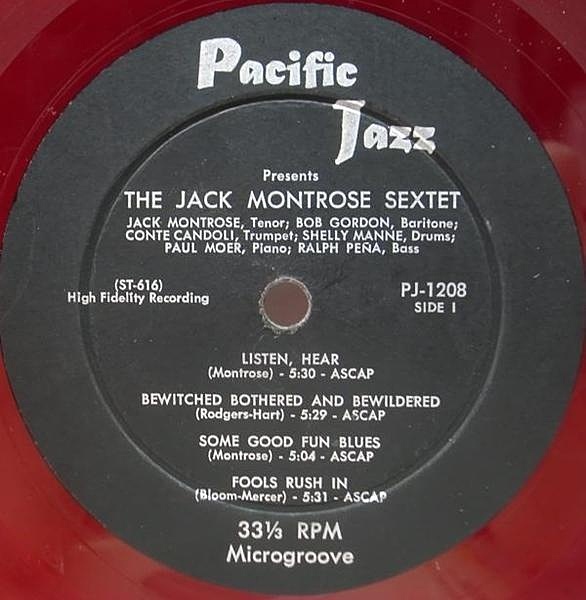 Pacific
Jazz
Presents
THE JACK MONTROSE SEXTET
JACK MONTROSE, Tenor; BOB GORDON, Baritone;
CONTE CANDOLI, Trumpet; SHELLY MANNE, Drums;
PAUL MOER, Piano; RALPH PEÑA, Bass
(ST-616)
High Fidelity Recording
PJ-1208
SIDE 1
LISTEN, HEAR
(Montrose) - 5:30 - ASCAP
BEWITCHED BOTHERED AND BEWILDERED
(Rodgers-Hart) - 5:29 - ASCAP
SOME GOOD FUN BLUES
(Montrose) - 5:04 - ASCAP
FOOLS RUSH IN
(Bloom-Mercer) - 5:31 - ASCAP
33⅓ RPM
Microgroove